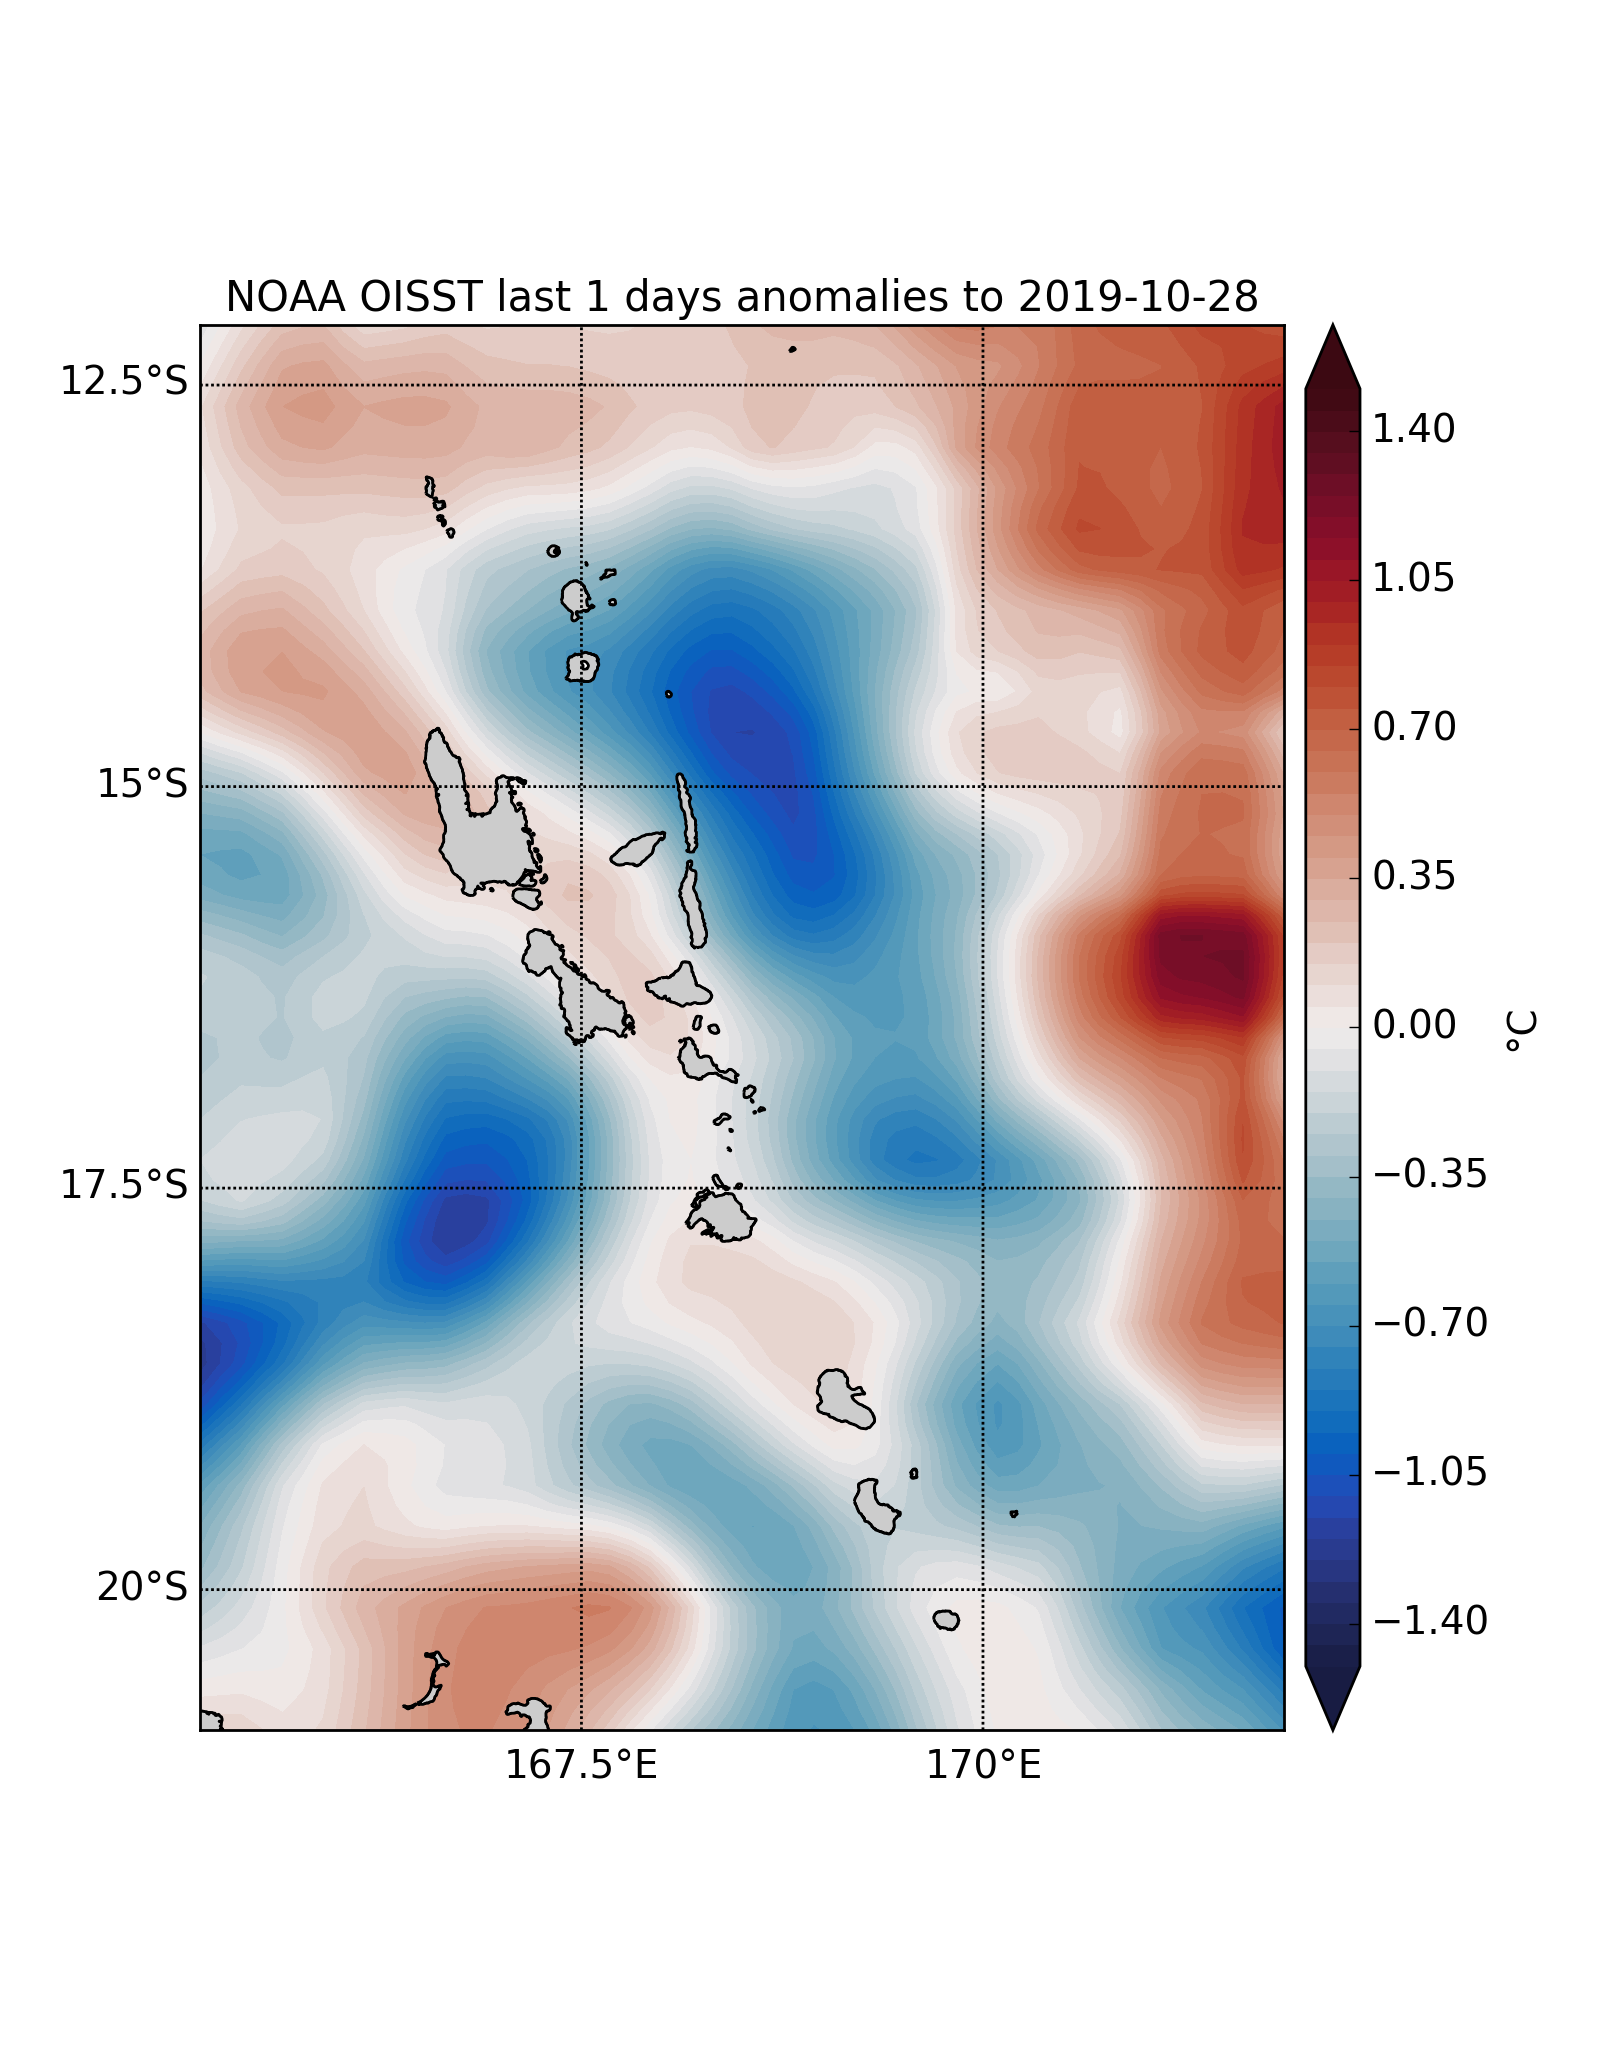 NOAA OISST last 1 days anomalies to 2019-10-28
12.5°S
15°S
17.5°S
20°S
167.5°E
170°E
1.40
1.05
0.70
0.35
0.00
−0.35
−0.70
−1.05
−1.40
°C